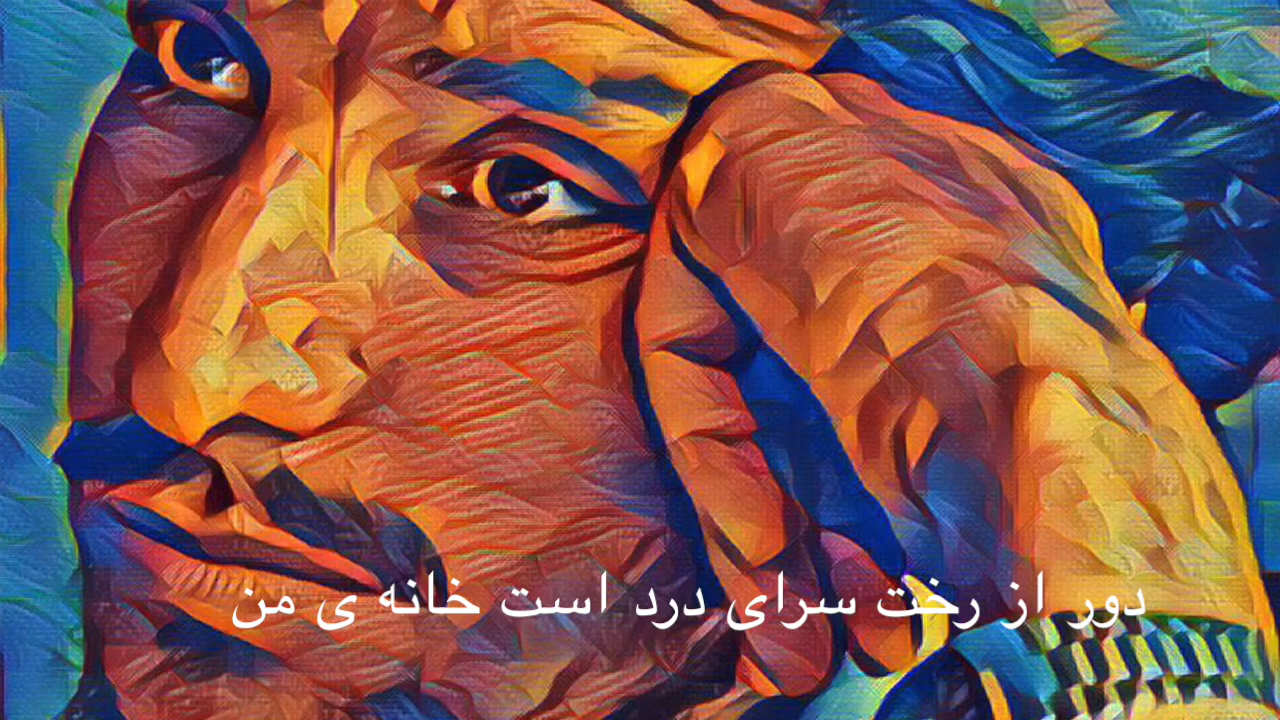 دور از رخت سرای درد است خانه ی من